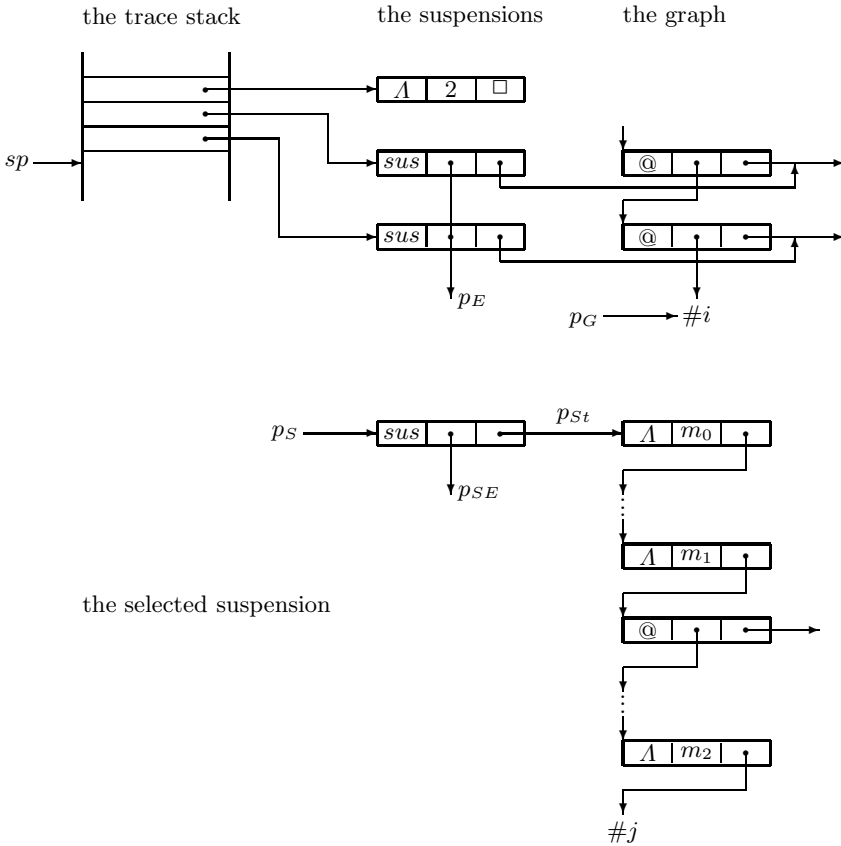 the trace stack the suspensions the graph
Λ 2 □
sp sus @
sus @
p_E
p_G #i
p_St
p_S sus Λ m_0
p_SE
Λ m_1
the selected suspension
@
Λ m_2
#j